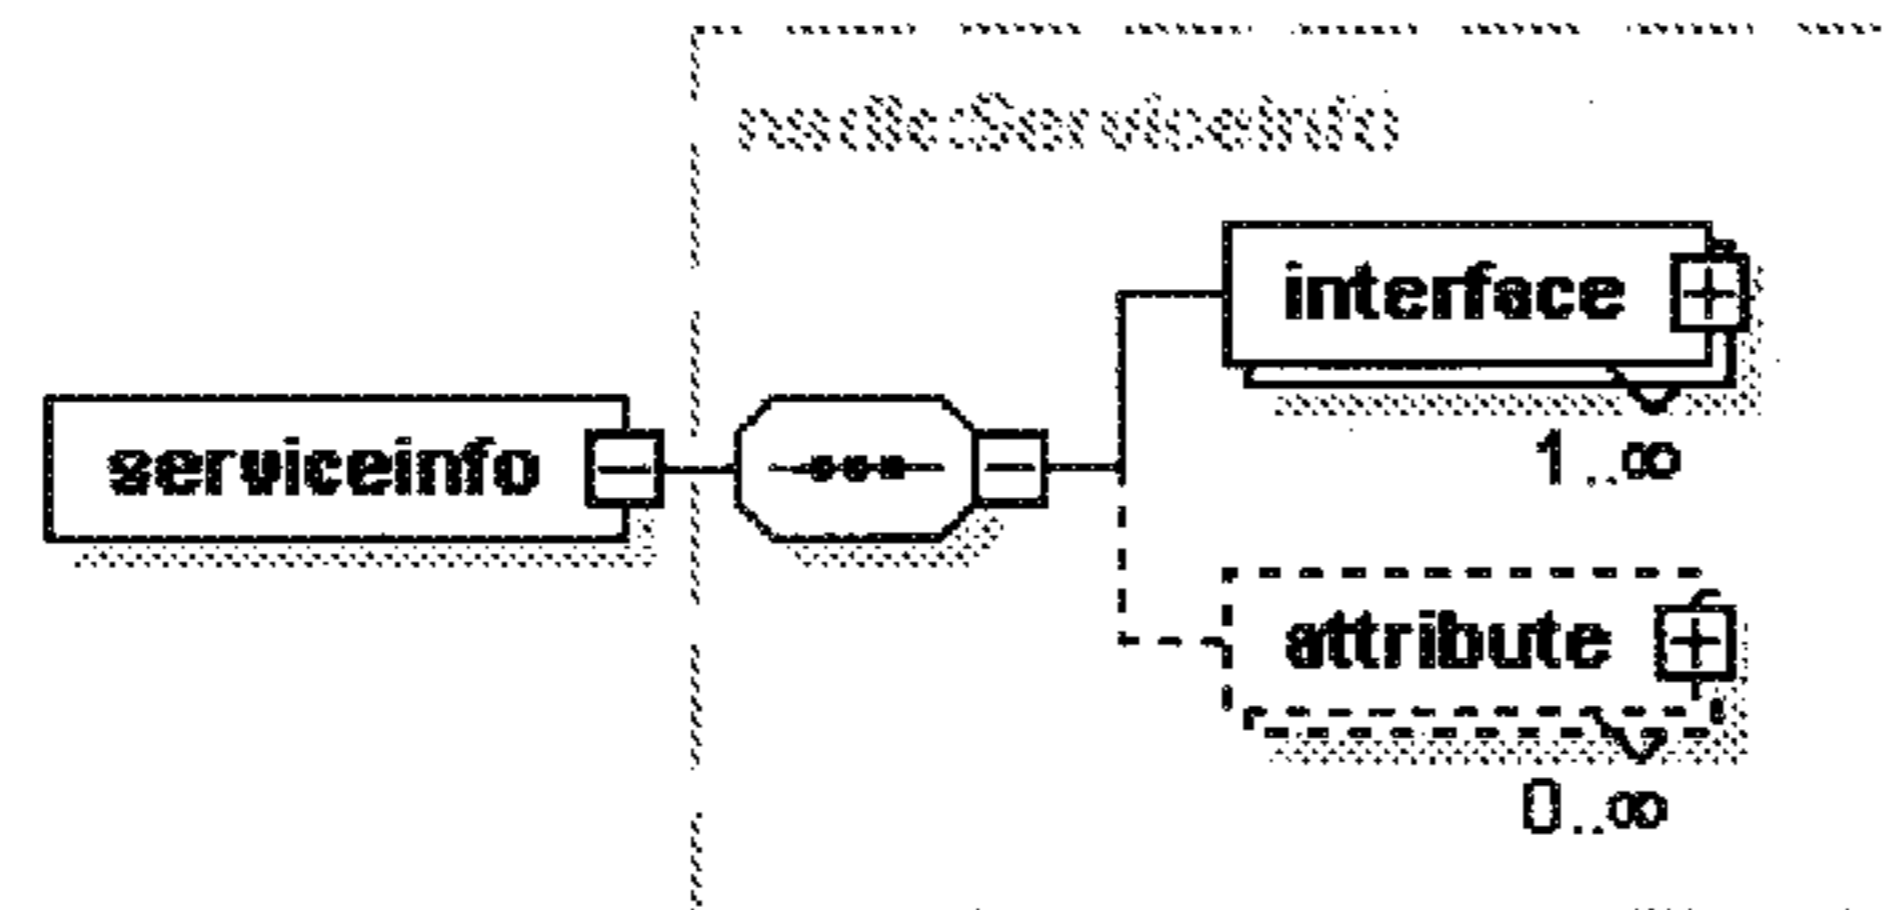 interface
serviceinfo
1..∞
attribute
0..∞